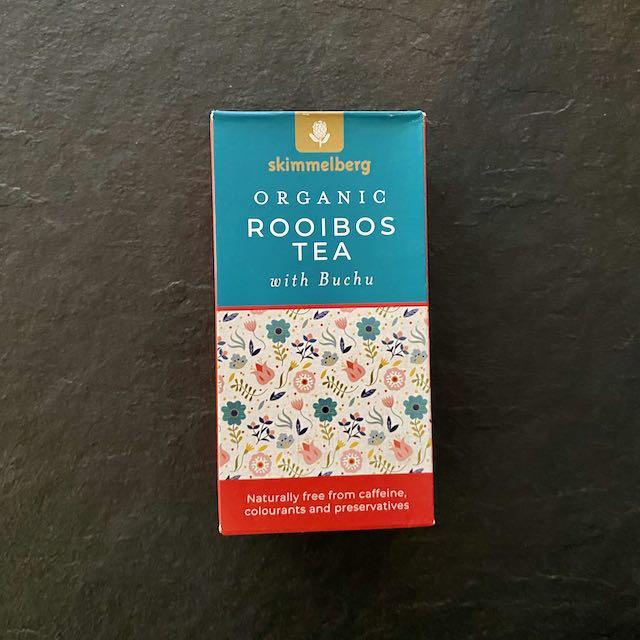 skimmelberg
ORGANIC
ROOIBOS
TEA
with Buchu
Naturally free from caffeine,
colourants and preservatives